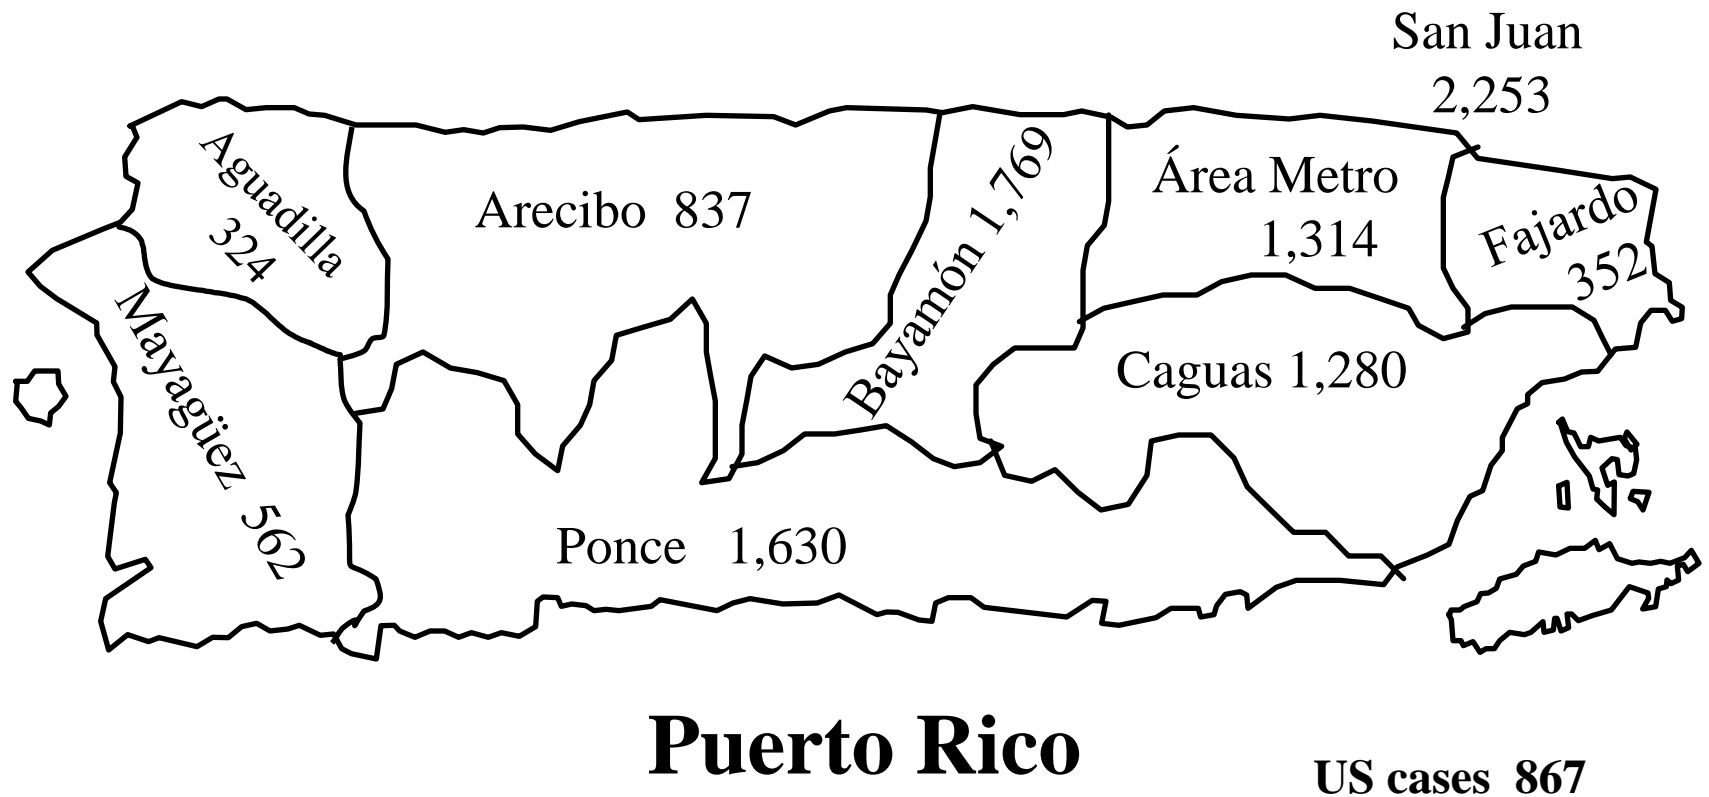 San Juan
2,253
Aguadilla
324
Arecibo 837
Bayamón 1,769
Área Metro
1,314
Fajardo
352
Mayagüez 562
Caguas 1,280
Ponce 1,630
Puerto Rico
US cases 867